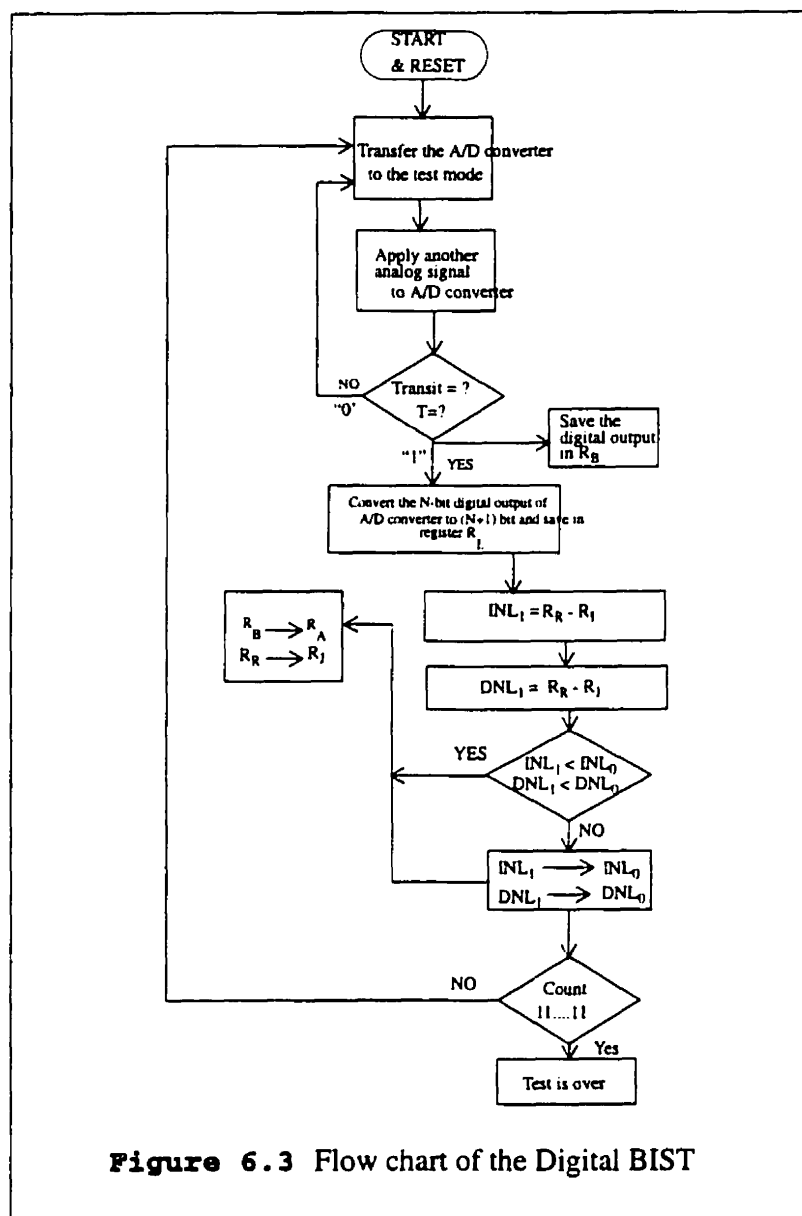 START
& RESET
Transfer the A/D converter
to the test mode
Apply another
analog signal
to A/D converter
NO
"0'
Transit = ?
T=?
Save the
digital output
in R_B
"1"
YES
Convert the N-bit digital output of
A/D converter to (N+1) bit and save in
register R
R_B → R_A
R_R → R_J
INL_1 = R_R - R_I
DNL_1 = R_R - R_J
YES
INL_1 < INL_0
DNL_1 < DNL_0
NO
INL_1 → INL_0
DNL_1 → DNL_0
NO
Count
11....11
Yes
Test is over
Figure 6.3 Flow chart of the Digital BIST